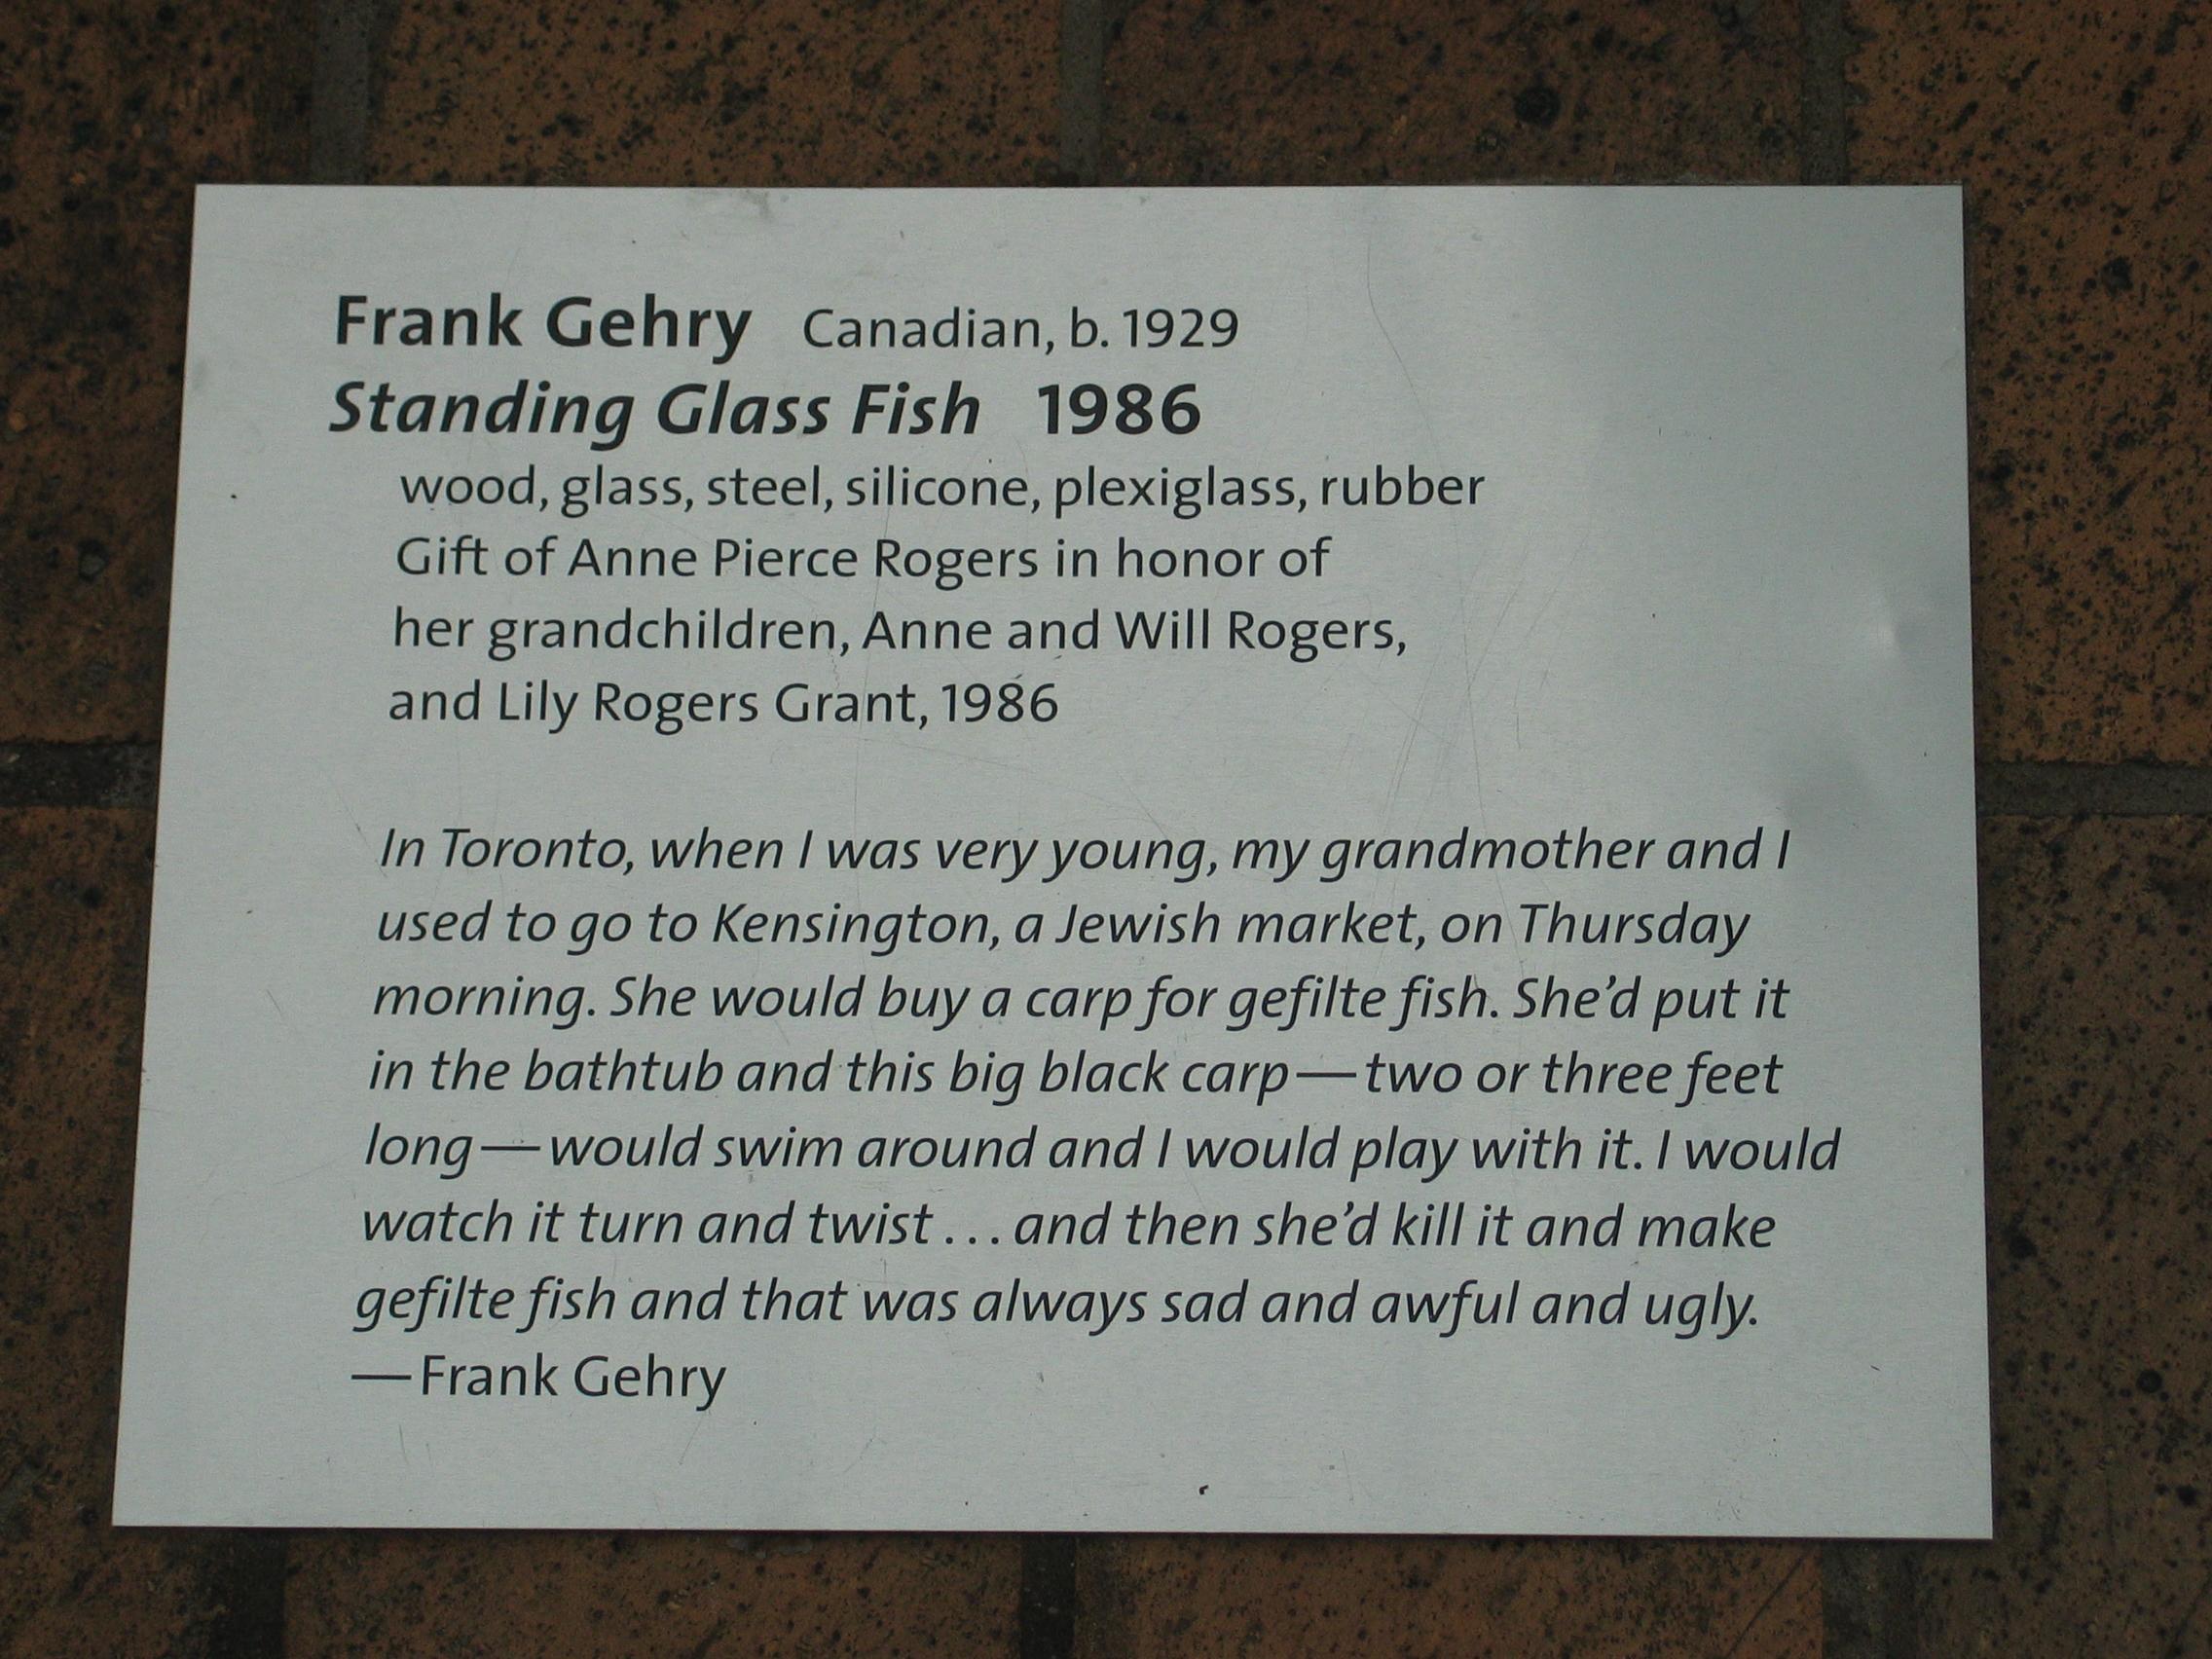 Frank Gehry Canadian, b. 1929
Standing Glass Fish 1986
wood, glass, steel, silicone, plexiglass, rubber
Gift of Anne Pierce Rogers in honor of
her grandchildren, Anne and Will Rogers,
and Lily Rogers Grant, 1986
In Toronto, when I was very young, my grandmother and I
used to go to Kensington, a Jewish market, on Thursday
morning. She would buy a carp for gefilte fish. She’d put it
in the bathtub and this big black carp—two or three feet
long—would swim around and I would play with it. I would
watch it turn and twist . . . and then she’d kill it and make
gefilte fish and that was always sad and awful and ugly.
—Frank Gehry